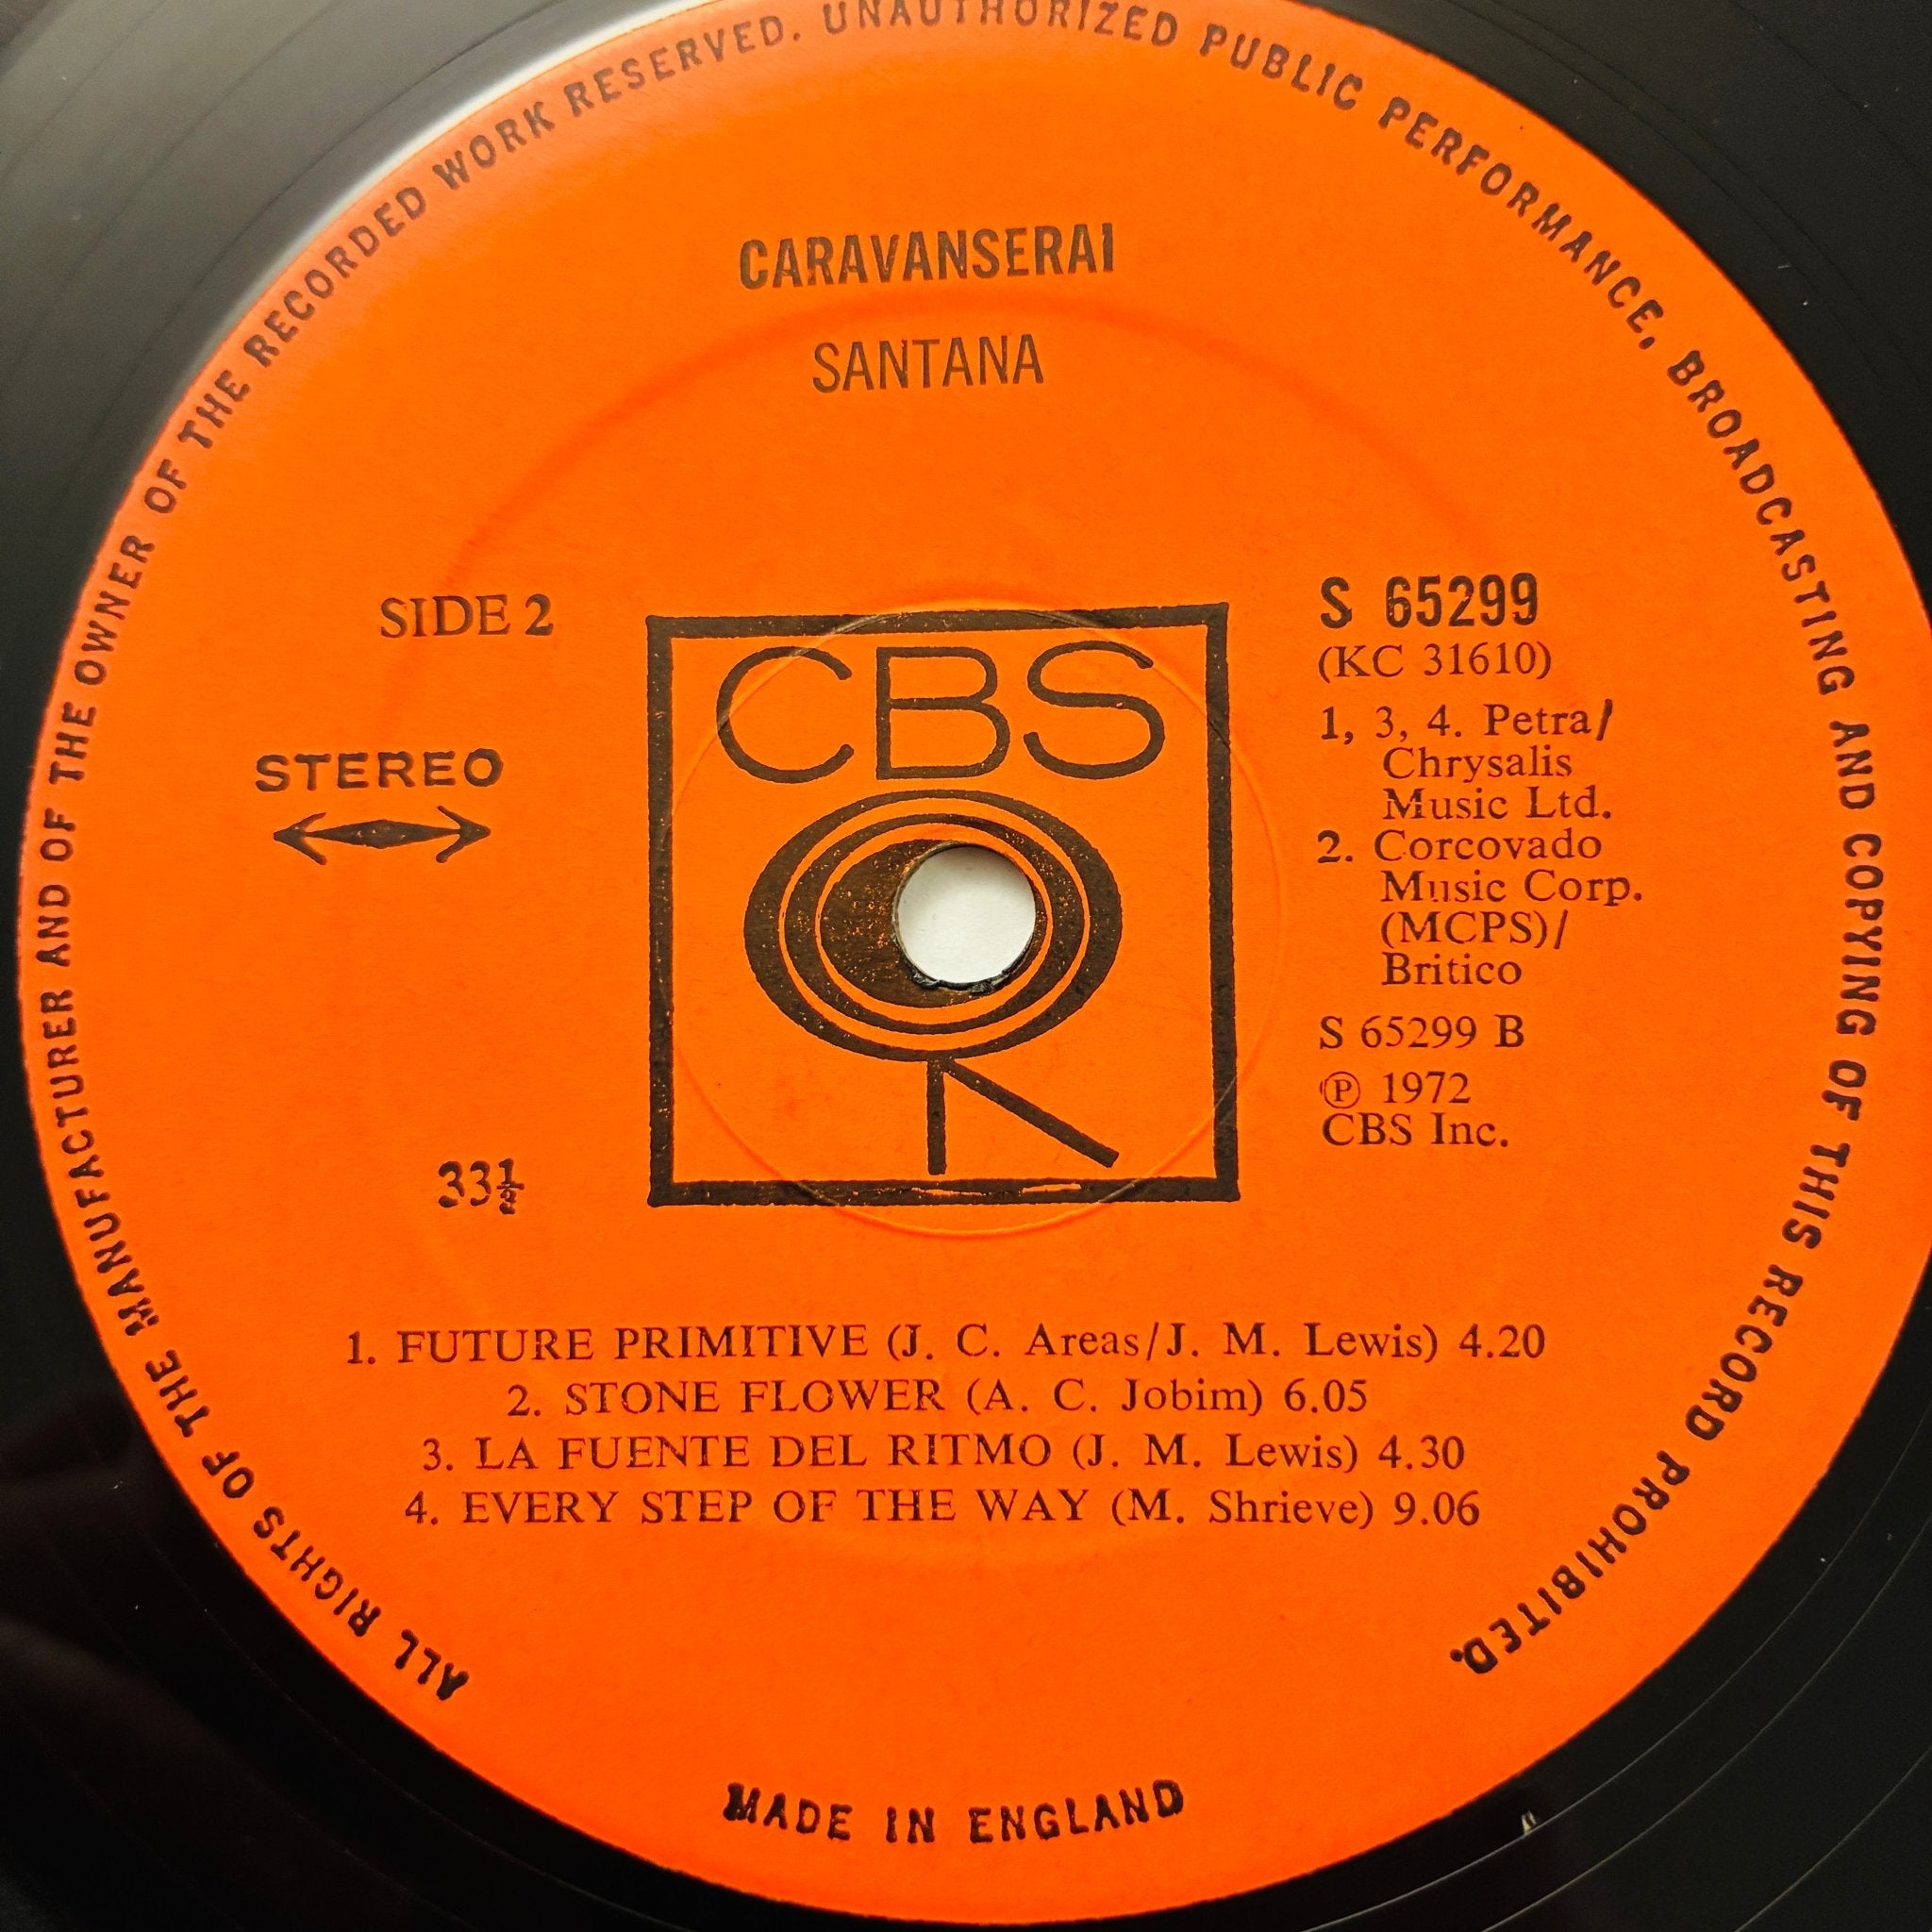 ALL RIGHTS OF THE MANUFACTURER AND OF THE OWNER OF THE RECORDED WORK RESERVED. UNAUTHORIZED PUBLIC PERFORMANCE, BROADCASTING AND COPYING OF THIS RECORD PROHIBITED.
CARAVANSERAI
SANTANA
SIDE 2
STEREO
33⅓
CBS
S 65299
(KC 31610)
1, 3, 4. Petra/
Chrysalis
Music Ltd.
2. Corcovado
Music Corp.
(MCPS)/
Britico
S 65299 B
Ⓟ 1972
CBS Inc.
1. FUTURE PRIMITIVE (J. C. Areas/J. M. Lewis) 4.20
2. STONE FLOWER (A. C. Jobim) 6.05
3. LA FUENTE DEL RITMO (J. M. Lewis) 4.30
4. EVERY STEP OF THE WAY (M. Shrieve) 9.06
MADE IN ENGLAND